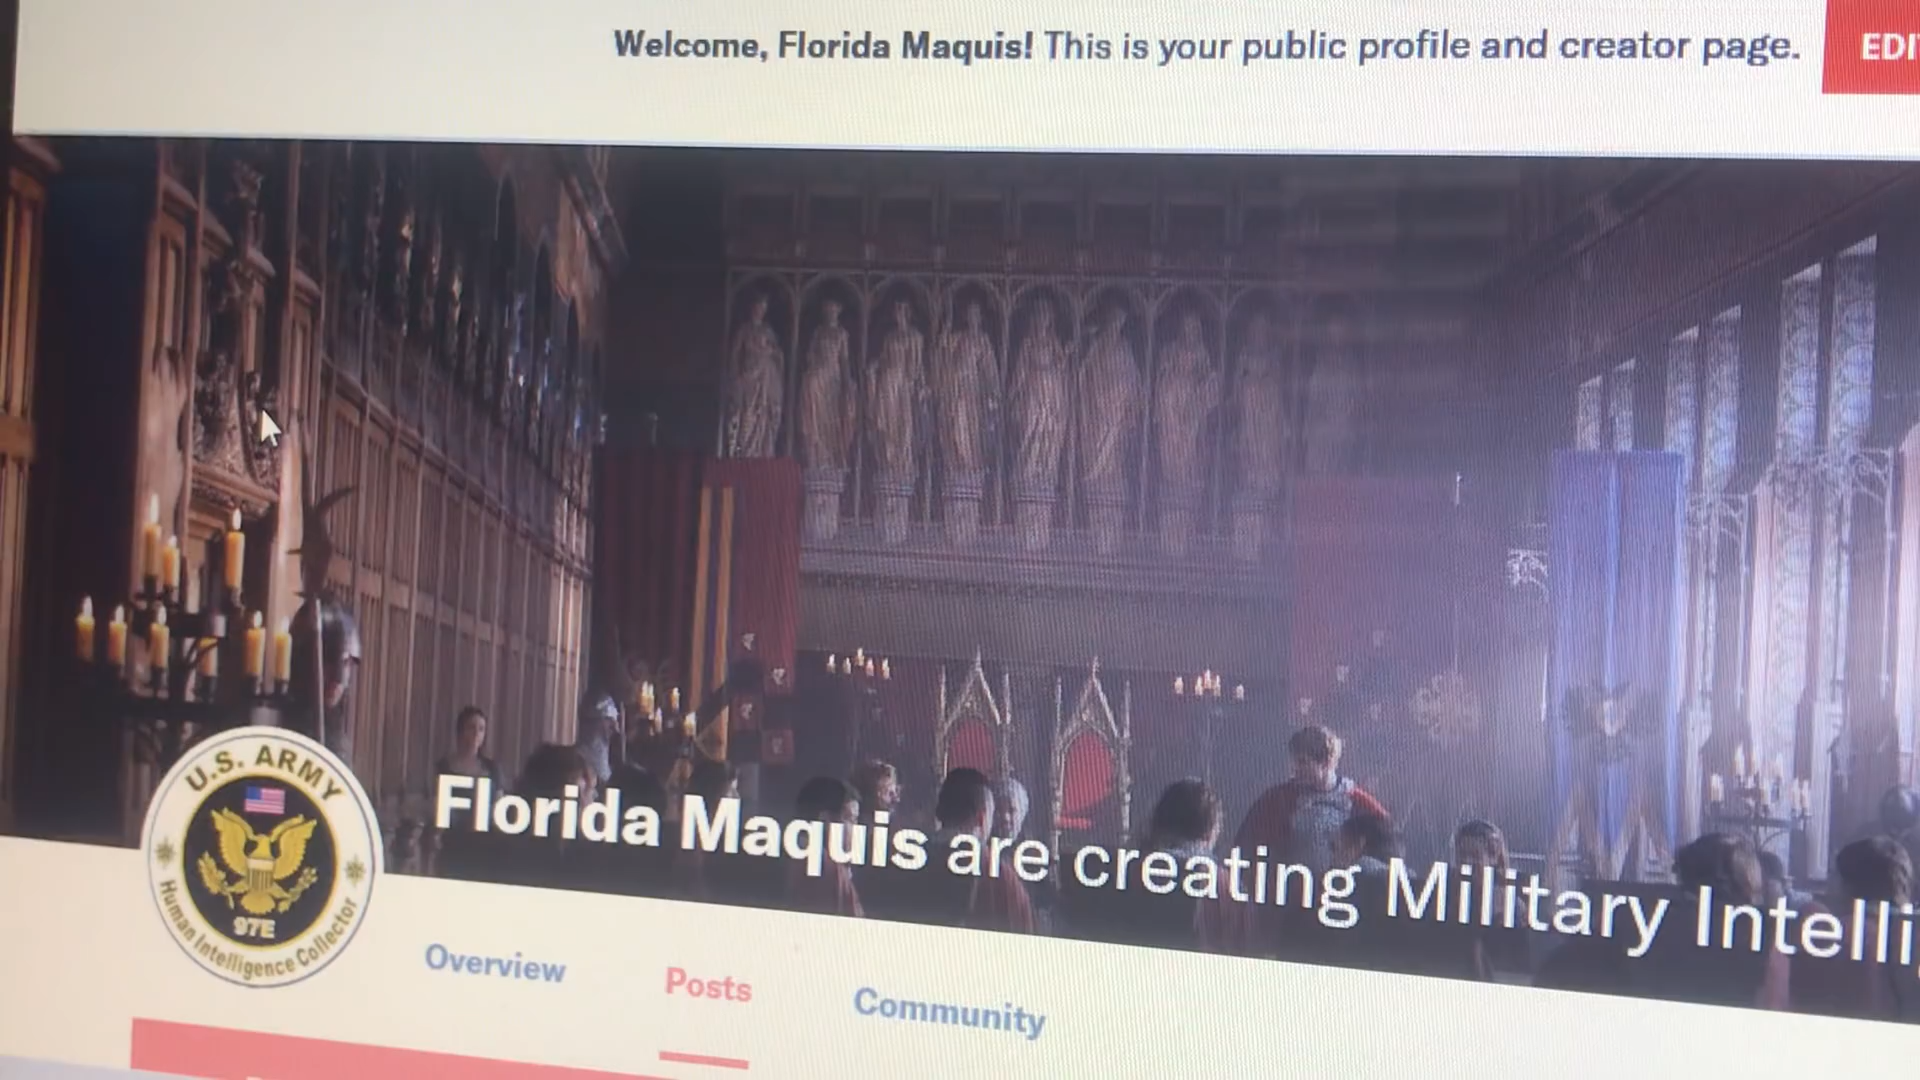 Welcome, Florida Maquis! This is your public profile and creator page.
Florida Maquis are creating Military
U.S. ARMY
97E
Human Intelligence Collector
Overview
Posts
Community